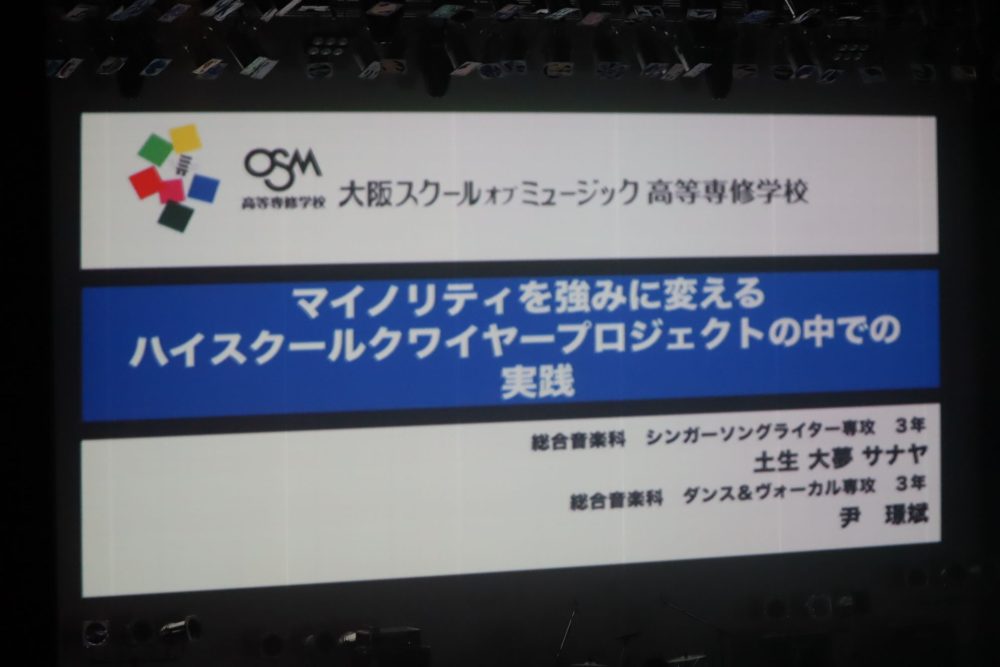 OSM
高等専修学校
大阪スクールオブミュージック 高等専修学校
マイノリティを強みに変える
ハイスクールクワイヤープロジェクトの中での
実践
総合音楽科　シンガーソングライター専攻　3年
土生 大夢 サナヤ
総合音楽科　ダンス&ヴォーカル専攻　3年
尹　璟斌